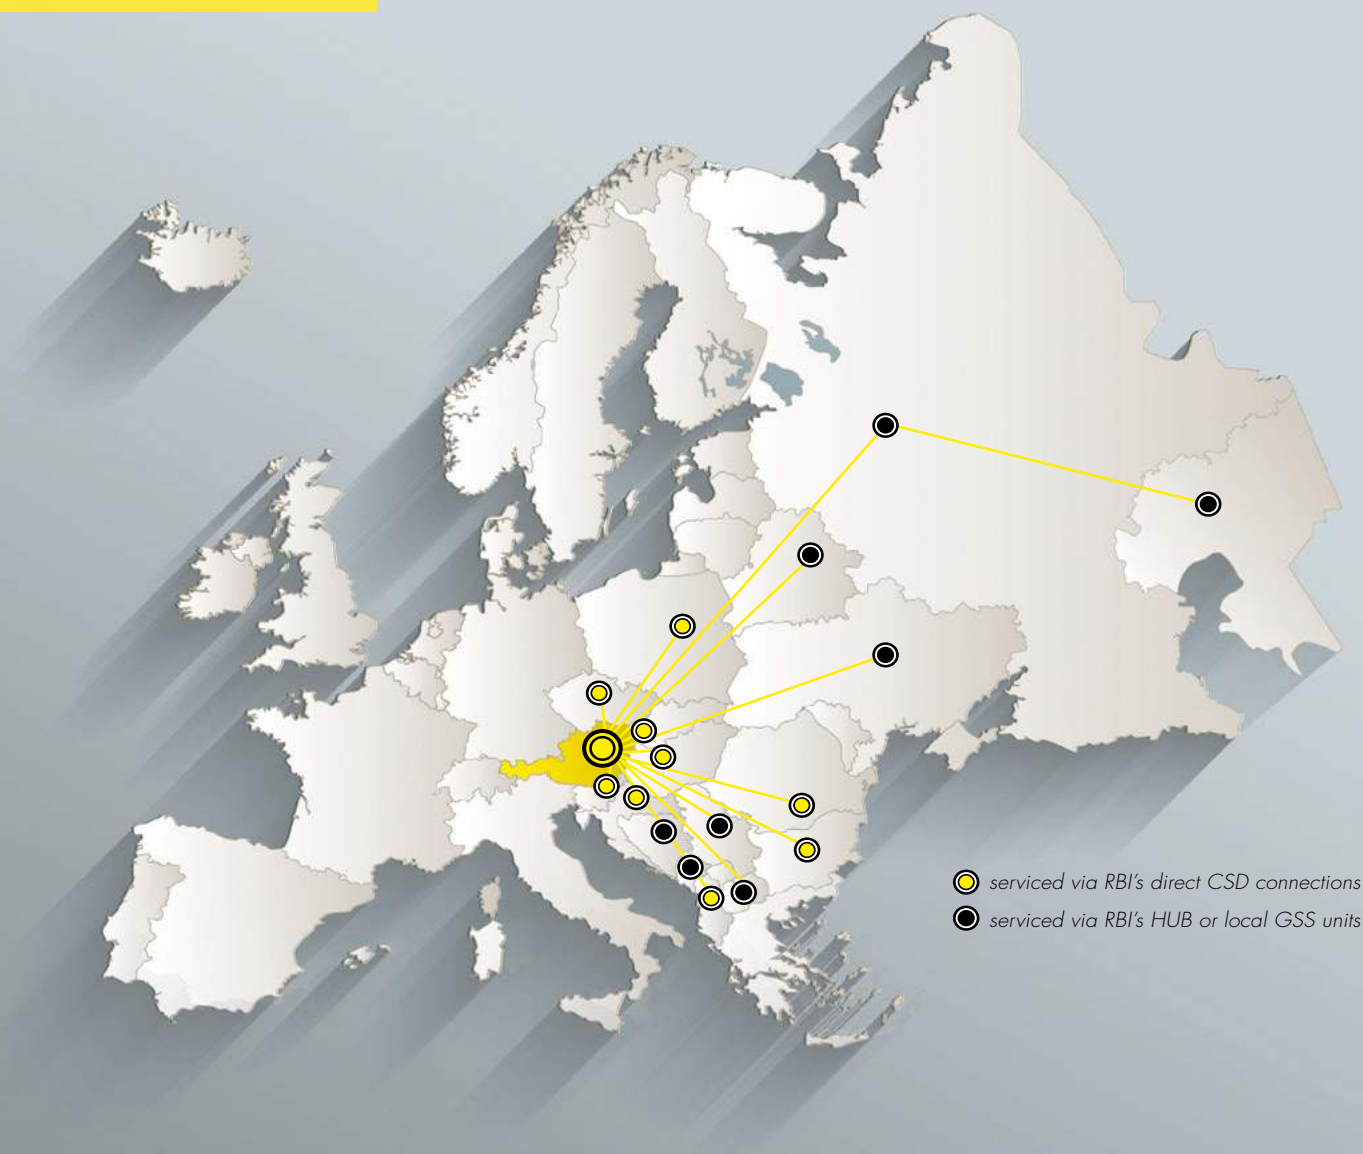 serviced via RBI's direct CSD connections
serviced via RBI's HUB or local GSS units